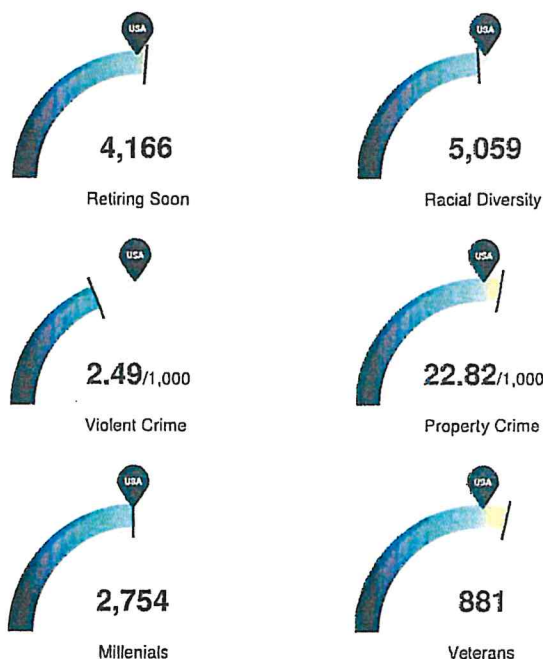 USA
USA
4,166
5,059
Retiring Soon
Racial Diversity
USA
USA
2.49/1,000
22.82/1,000
Violent Crime
Property Crime
USA
USA
2,754
881
Millenials
Veterans